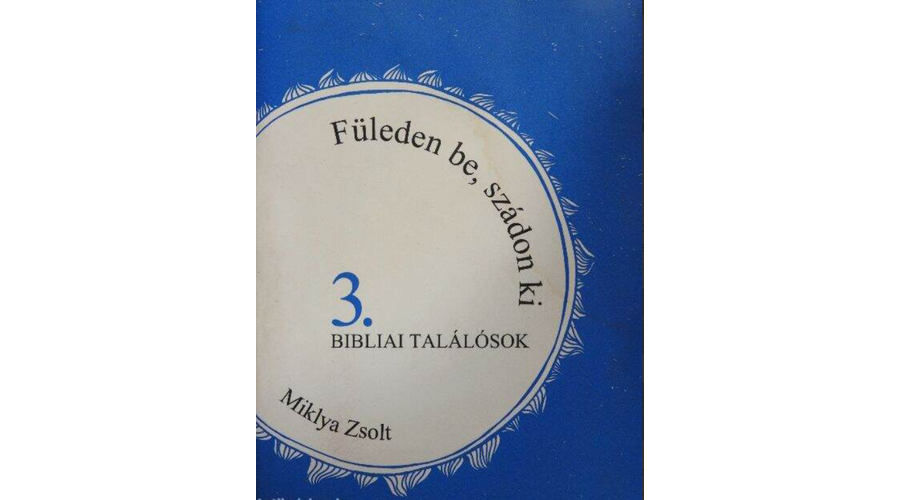 Füleden be, szádon ki
3.
BIBLIAI TALÁLÓSOK
Miklya Zsolt